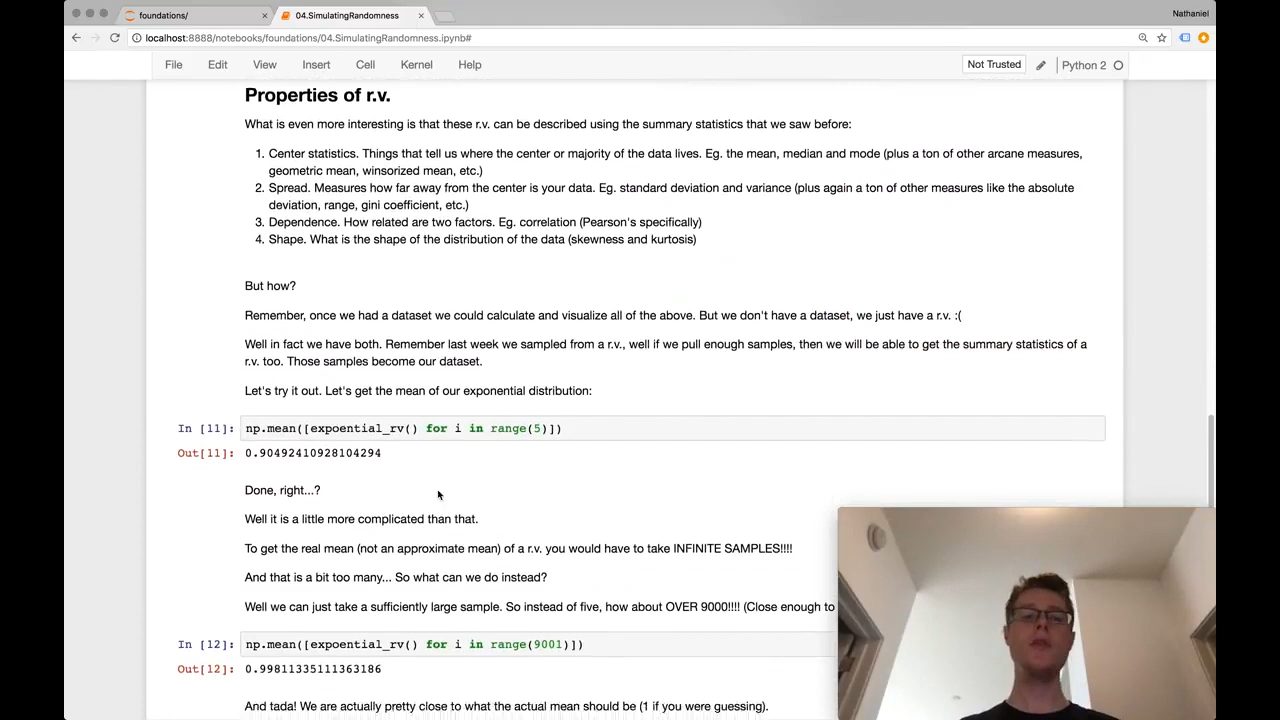 foundations/
04.SimulatingRandomness
Nathaniel
localhost:8888/notebooks/foundations/04.SimulatingRandomness.ipynb#
File Edit View Insert Cell Kernel Help
Not Trusted
Python 2
Properties of r.v.
What is even more interesting is that these r.v. can be described using the summary statistics that we saw before:
1. Center statistics. Things that tell us where the center or majority of the data lives. Eg. the mean, median and mode (plus a ton of other arcane measures,
geometric mean, winsorized mean, etc.)
2. Spread. Measures how far away from the center is your data. Eg. standard deviation and variance (plus again a ton of other measures like the absolute
deviation, range, gini coefficient, etc.)
3. Dependence. How related are two factors. Eg. correlation (Pearson's specifically)
4. Shape. What is the shape of the distribution of the data (skewness and kurtosis)
But how?
Remember, once we had a dataset we could calculate and visualize all of the above. But we don't have a dataset, we just have a r.v. :(
Well in fact we have both. Remember last week we sampled from a r.v., well if we pull enough samples, then we will be able to get the summary statistics of a
r.v. too. Those samples become our dataset.
Let's try it out. Let's get the mean of our exponential distribution:
In [11]: np.mean([expoential_rv() for i in range(5)])
Out[11]: 0.90492410928104294
Done, right...?
Well it is a little more complicated than that.
To get the real mean (not an approximate mean) of a r.v. you would have to take INFINITE SAMPLES!!!!
And that is a bit too many... So what can we do instead?
Well we can just take a sufficiently large sample. So instead of five, how about OVER 9000!!!! (Close enough to
In [12]: np.mean([expoential_rv() for i in range(9001)])
Out[12]: 0.99811335111363186
And tada! We are actually pretty close to what the actual mean should be (1 if you were guessing).